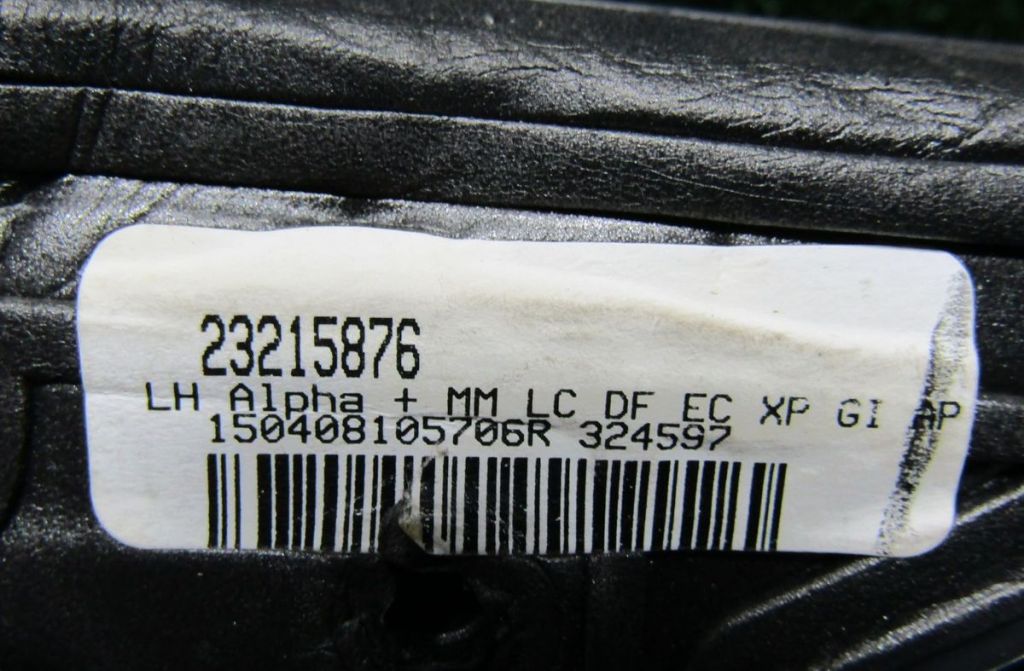 23215876
LH Alpha + MM LC DF EC XP GI AP
150408105706R 324597